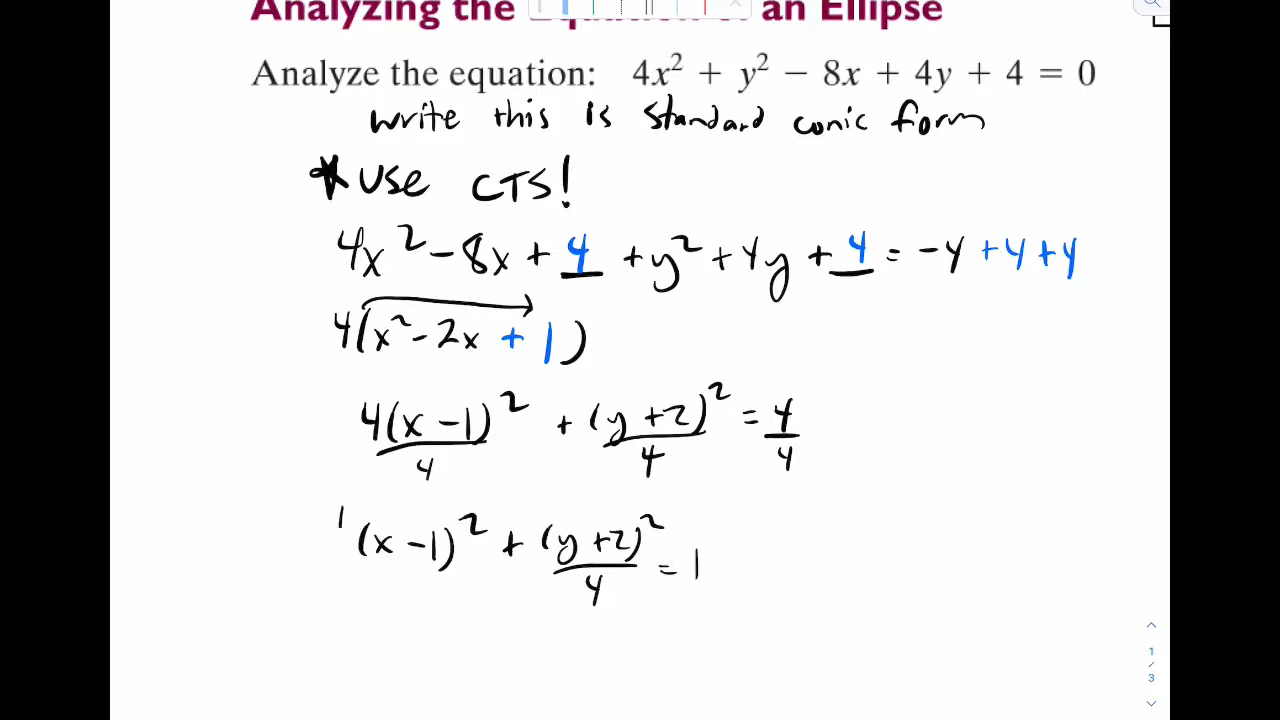 Analyzing the Equation of an Ellipse
Analyze the equation: 4x² + y² − 8x + 4y + 4 = 0
write this is standard conic form
*USe CTS!
4x² - 8x + 4 + y² + 4y + 4 = -4 + 4 + 4
4(x² - 2x + 1)
4(x - 1)²/4 + (y + 2)²/4 = 4/4
1(x - 1)² + (y + 2)²/4 = 1
1
/
3